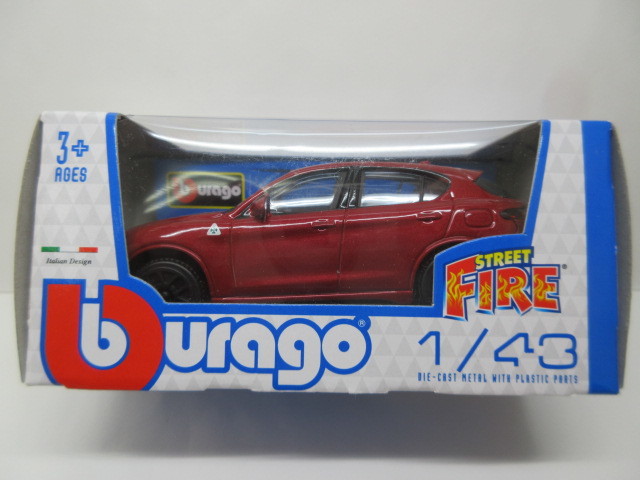 3+
AGES
burago
Italian Design
STREET
FIRE®
burago®
1/43
DIE-CAST METAL WITH PLASTIC PARTS